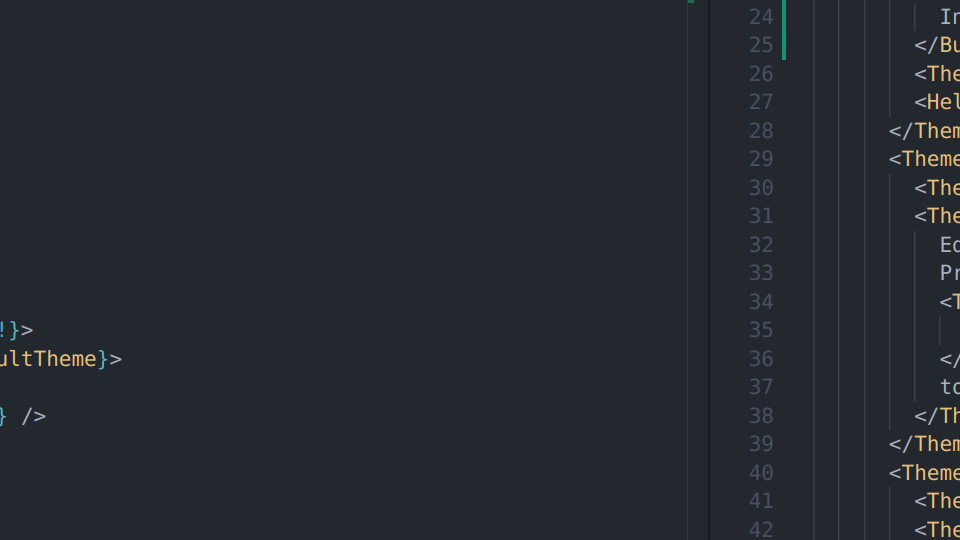 !}>
ultTheme}>
} />
24 In
25 </Bu
26 <The
27 <Hel
28 </Them
29 <Theme
30 <The
31 <The
32 Ed
33 Pr
34 <T
35
36 </
37 to
38 </Th
39 </Them
40 <Theme
41 <The
42 <The